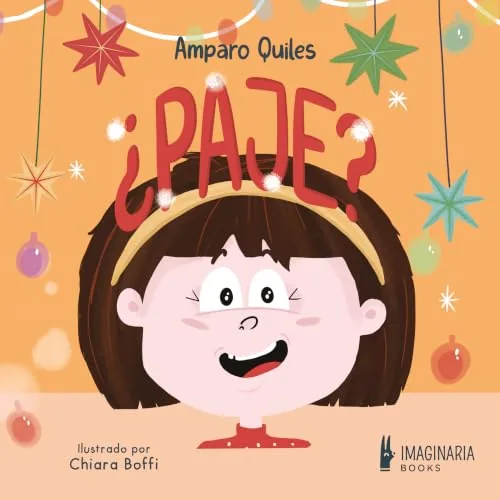 Amparo Quiles
¿PAJE?
Ilustrado por
Chiara Boffi
IMAGINARIA
BOOKS